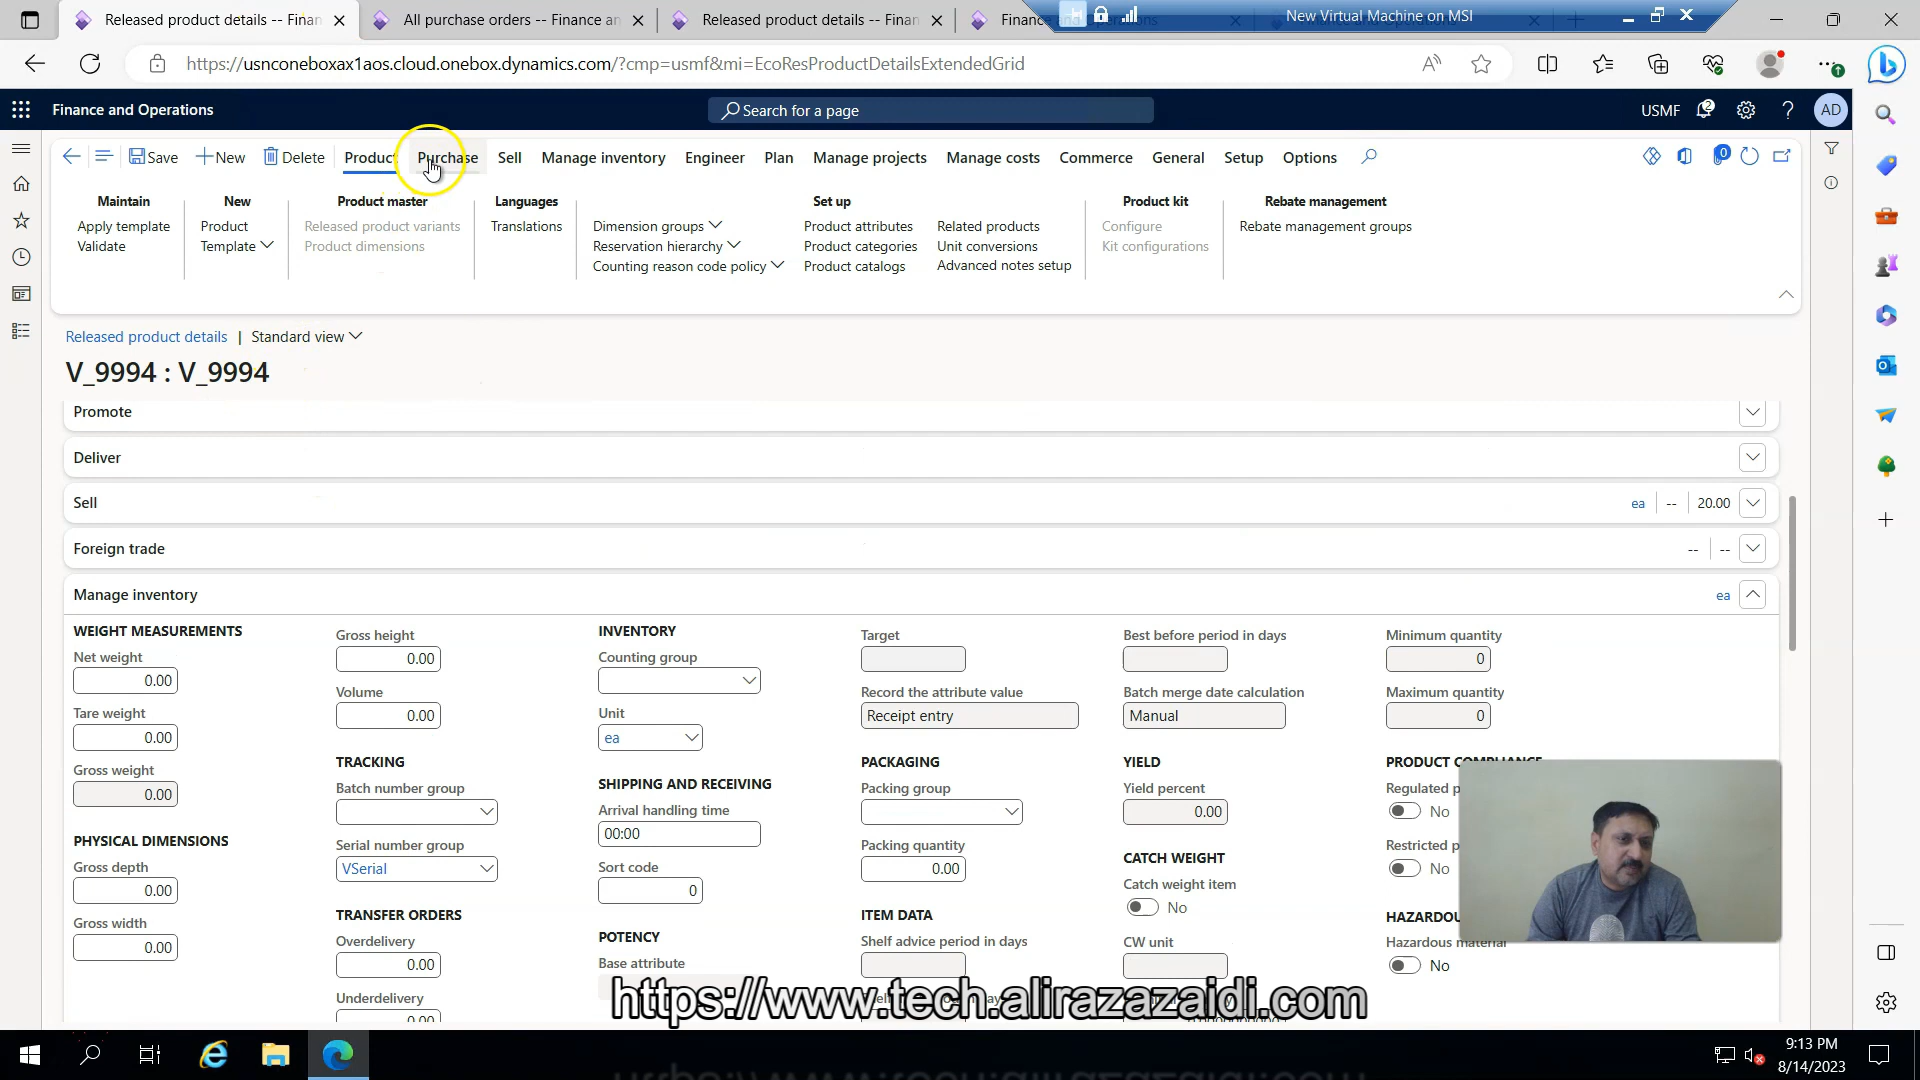 Released product details -- Finan
All purchase orders -- Finance an
Released product details -- Finan
New Virtual Machine on MSI
https://usnconeboxax1aos.cloud.onebox.dynamics.com/?cmp=usmf&mi=EcoResProductDetailsExtendedGrid
Finance and Operations
Search for a page
USMF
2
AD
Save
New
Delete
Product
Purchase
Sell
Manage inventory
Engineer
Plan
Manage projects
Manage costs
Commerce
General
Setup
Options
0
Maintain
Apply template
Validate
New
Product
Template
Product master
Released product variants
Product dimensions
Languages
Translations
Set up
Dimension groups
Reservation hierarchy
Counting reason code policy
Product attributes
Product categories
Product catalogs
Related products
Unit conversions
Advanced notes setup
Product kit
Configure
Kit configurations
Rebate management
Rebate management groups
Released product details | Standard view
V_9994 : V_9994
Promote
Deliver
Sell
ea | -- | 20.00
Foreign trade
-- | --
Manage inventory
ea
WEIGHT MEASUREMENTS
Net weight
0.00
Tare weight
0.00
Gross weight
0.00
PHYSICAL DIMENSIONS
Gross depth
0.00
Gross width
0.00
Gross height
0.00
Volume
0.00
TRACKING
Batch number group
Serial number group
VSerial
TRANSFER ORDERS
Overdelivery
0.00
Underdelivery
0.00
INVENTORY
Counting group
Unit
ea
SHIPPING AND RECEIVING
Arrival handling time
00:00
Sort code
0
POTENCY
Base attribute
Target
Record the attribute value
Receipt entry
PACKAGING
Packing group
Packing quantity
0.00
ITEM DATA
Shelf advice period in days
Best before period in days
Batch merge date calculation
Manual
YIELD
Yield percent
0.00
CATCH WEIGHT
Catch weight item
No
CW unit
Minimum quantity
0
Maximum quantity
0
PRODUCT COMPLIANCE
Regulated p
No
Restricted p
No
HAZARDOU
Hazardous material
No
https://www.tech.alirazazaidi.com
9:13 PM
8/14/2023